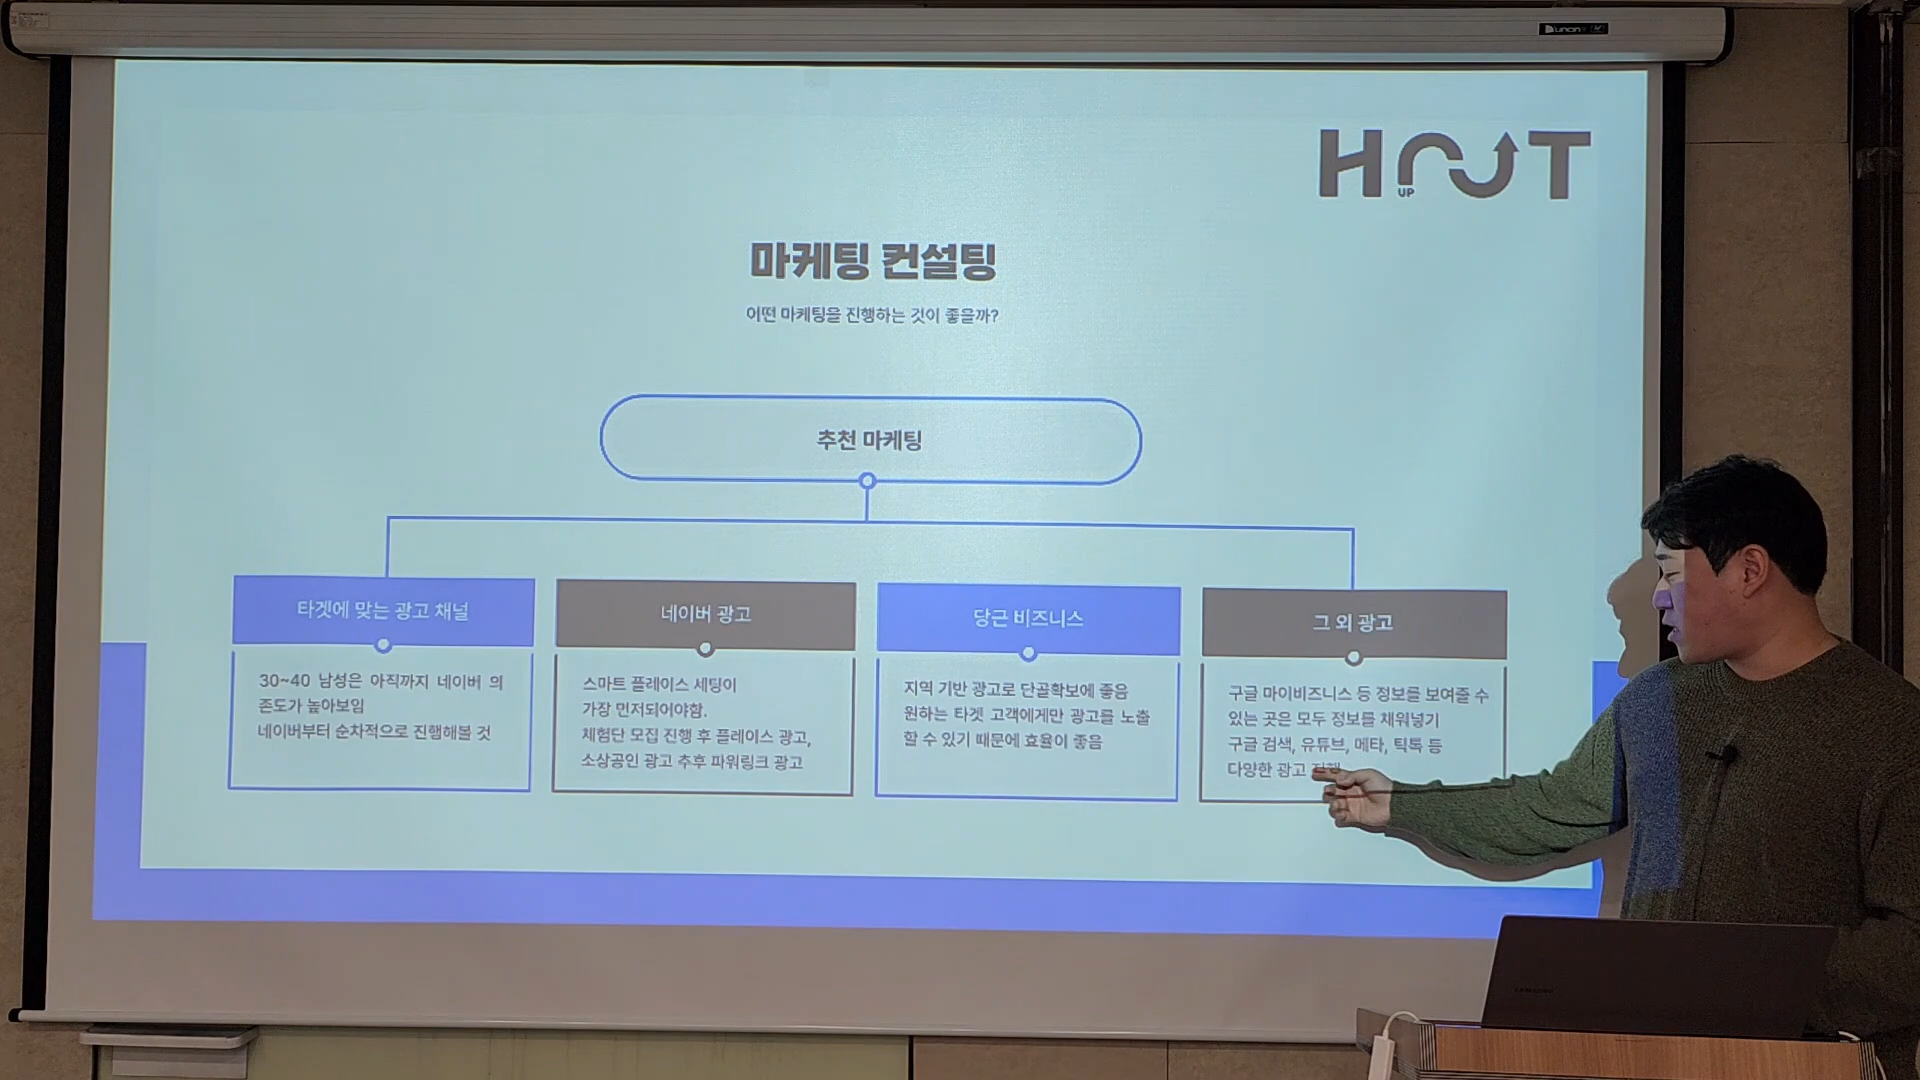 HOUT
UP
마케팅 컨설팅
어떤 마케팅을 진행하는 것이 좋을까?
추천 마케팅
타겟에 맞는 광고 채널
30~40 남성은 아직까지 네이버 의
존도가 높아보임
네이버부터 순차적으로 진행해볼 것
네이버 광고
스마트 플레이스 세팅이
가장 먼저되어야함.
체험단 모집 진행 후 플레이스 광고,
소상공인 광고 추후 파워링크 광고
당근 비즈니스
지역 기반 광고로 단골확보에 좋음
원하는 타겟 고객에게만 광고를 노출
할 수 있기 때문에 효율이 좋음
그 외 광고
구글 마이비즈니스 등 정보를 보여줄 수
있는 곳은 모두 정보를 채워넣기
구글 검색, 유튜브, 메타, 틱톡 등
다양한 광고 진행
SAMSUNG